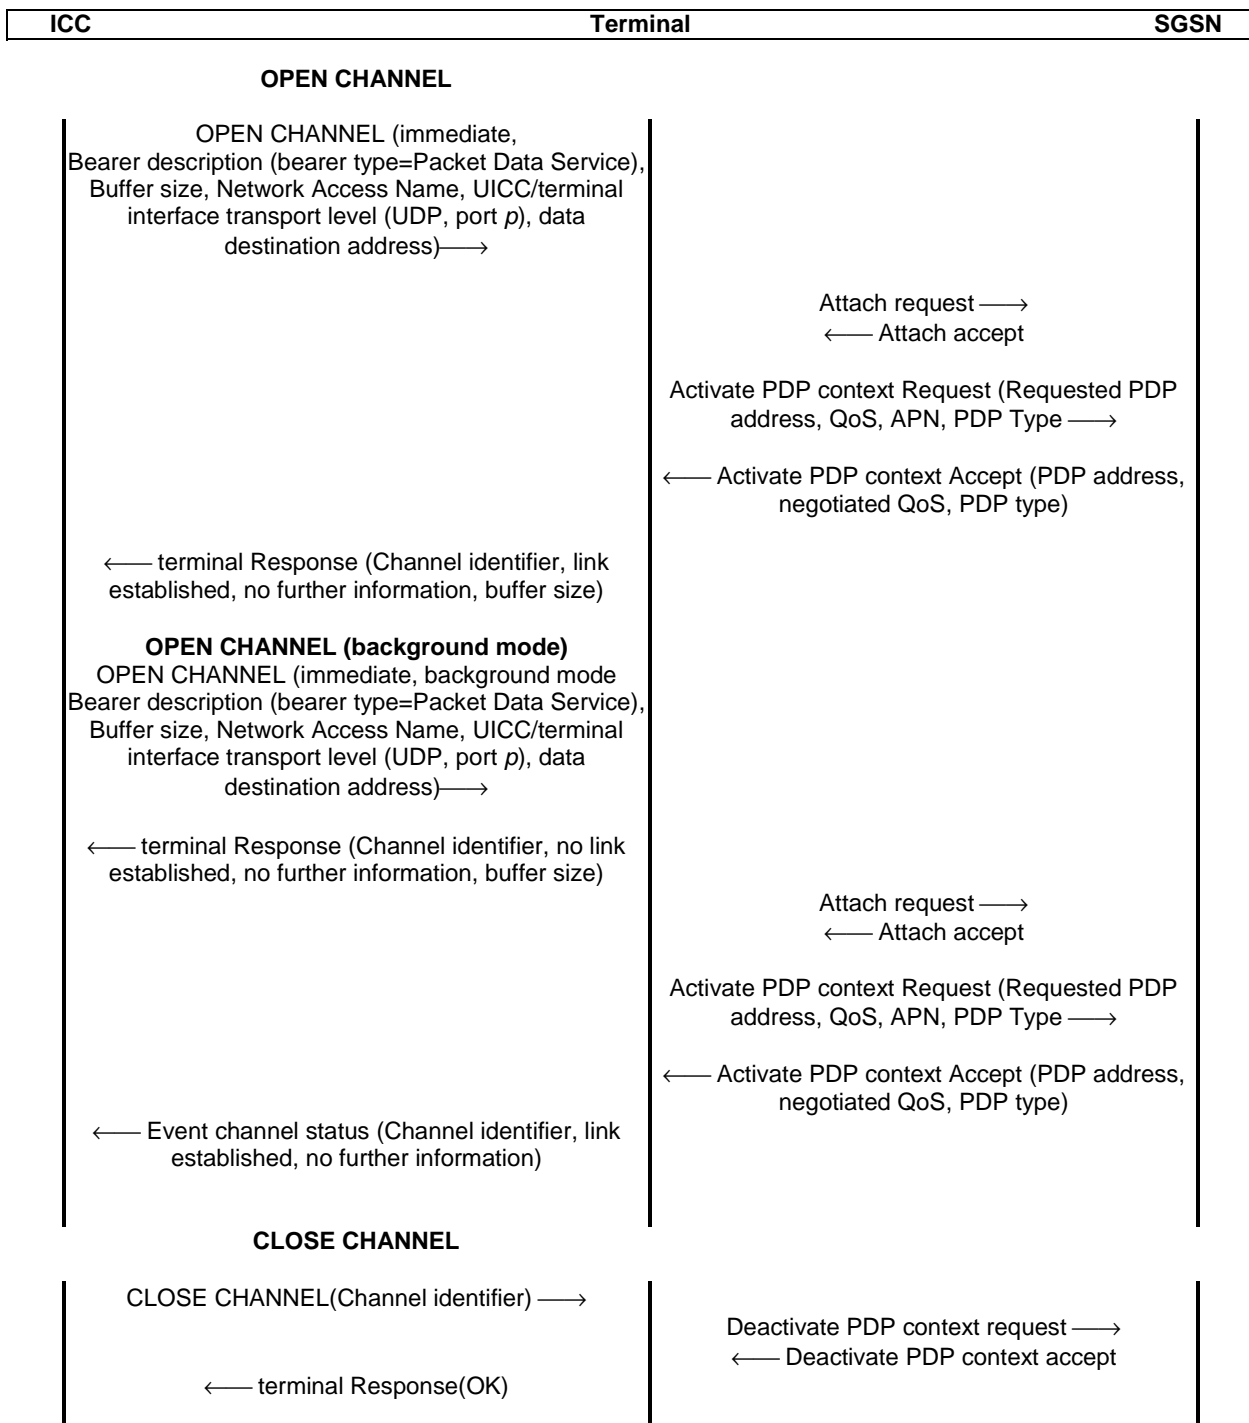 ICC Terminal SGSN
OPEN CHANNEL
OPEN CHANNEL (immediate,
Bearer description (bearer type=Packet Data Service),
Buffer size, Network Access Name, UICC/terminal
interface transport level (UDP, port p), data
destination address)⟶
Attach request ⟶
⟵ Attach accept
Activate PDP context Request (Requested PDP
address, QoS, APN, PDP Type ⟶
⟵ Activate PDP context Accept (PDP address,
negotiated QoS, PDP type)
⟵ terminal Response (Channel identifier, link
established, no further information, buffer size)
OPEN CHANNEL (background mode)
OPEN CHANNEL (immediate, background mode
Bearer description (bearer type=Packet Data Service),
Buffer size, Network Access Name, UICC/terminal
interface transport level (UDP, port p), data
destination address)⟶
⟵ terminal Response (Channel identifier, no link
established, no further information, buffer size)
Attach request ⟶
⟵ Attach accept
Activate PDP context Request (Requested PDP
address, QoS, APN, PDP Type ⟶
⟵ Activate PDP context Accept (PDP address,
negotiated QoS, PDP type)
⟵ Event channel status (Channel identifier, link
established, no further information)
CLOSE CHANNEL
CLOSE CHANNEL(Channel identifier) ⟶
Deactivate PDP context request ⟶
⟵ Deactivate PDP context accept
⟵ terminal Response(OK)